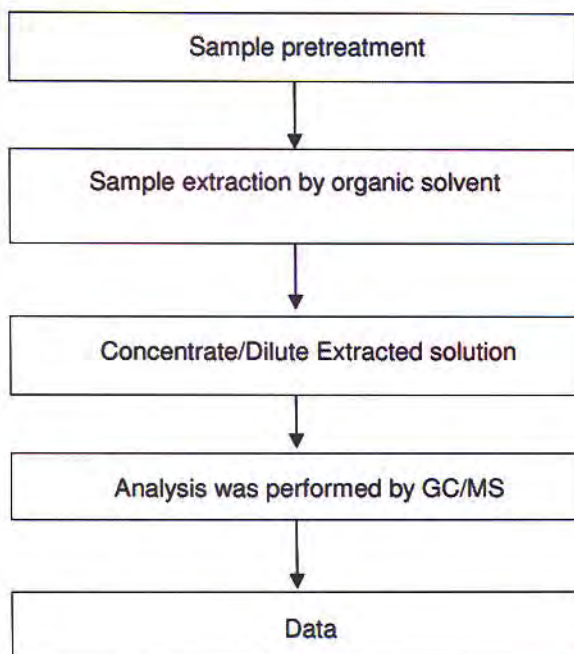 Sample pretreatment
Sample extraction by organic solvent
Concentrate/Dilute Extracted solution
Analysis was performed by GC/MS
Data